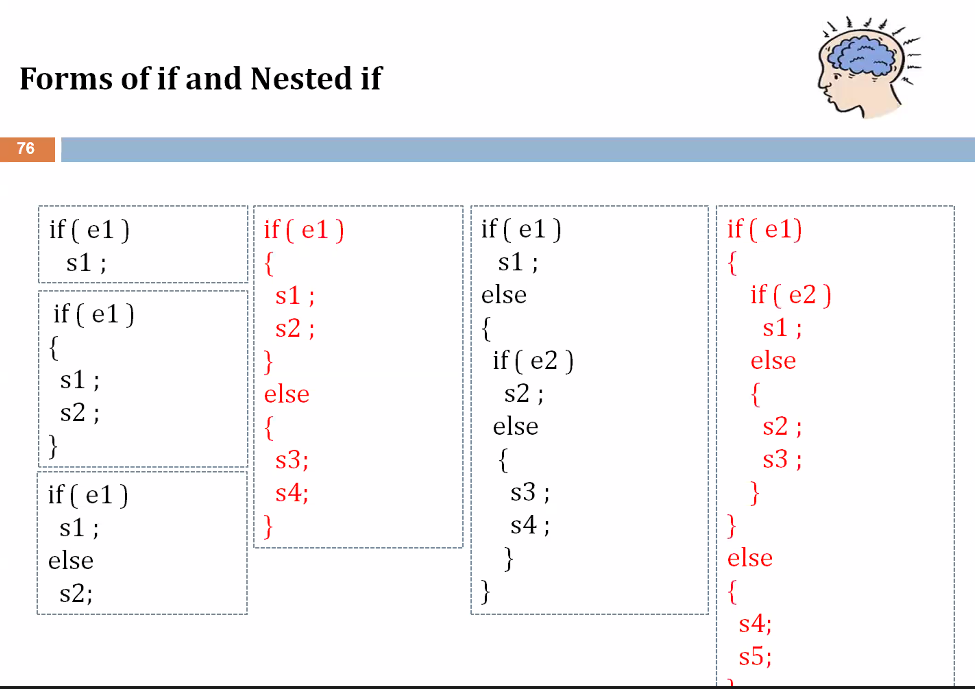 Forms of if and Nested if
76
if ( e1 )
s1 ;
if ( e1 )
{
s1 ;
s2 ;
}
if ( e1 )
s1 ;
else
s2;
if ( e1 )
{
s1 ;
s2 ;
}
else
{
s3;
s4;
}
if ( e1 )
s1 ;
else
{
if ( e2 )
s2 ;
else
{
s3 ;
s4 ;
}
}
if ( e1)
{
if ( e2 )
s1 ;
else
{
s2 ;
s3 ;
}
}
else
{
s4;
s5;
}